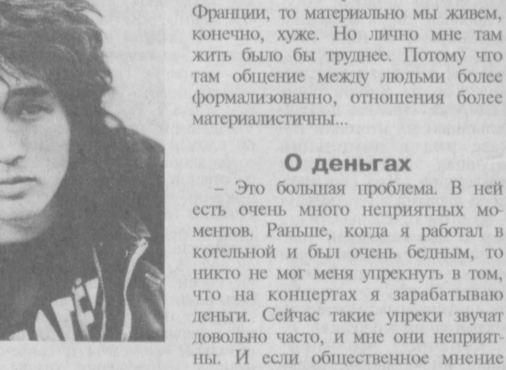 Франции, то материально мы живем,
конечно, хуже. Но лично мне там
жить было бы труднее. Потому что
там общение между людьми более
формализованно, отношения более
материалистичны...
О деньгах
– Это большая проблема. В ней
есть очень много неприятных мо-
ментов. Раньше, когда я работал в
котельной и был очень бедным, то
никто не мог меня упрекнуть в том,
что на концертах я зарабатываю
деньги. Сейчас такие упреки звучат
довольно часто, и мне они неприят-
ны. И если общественное мнение